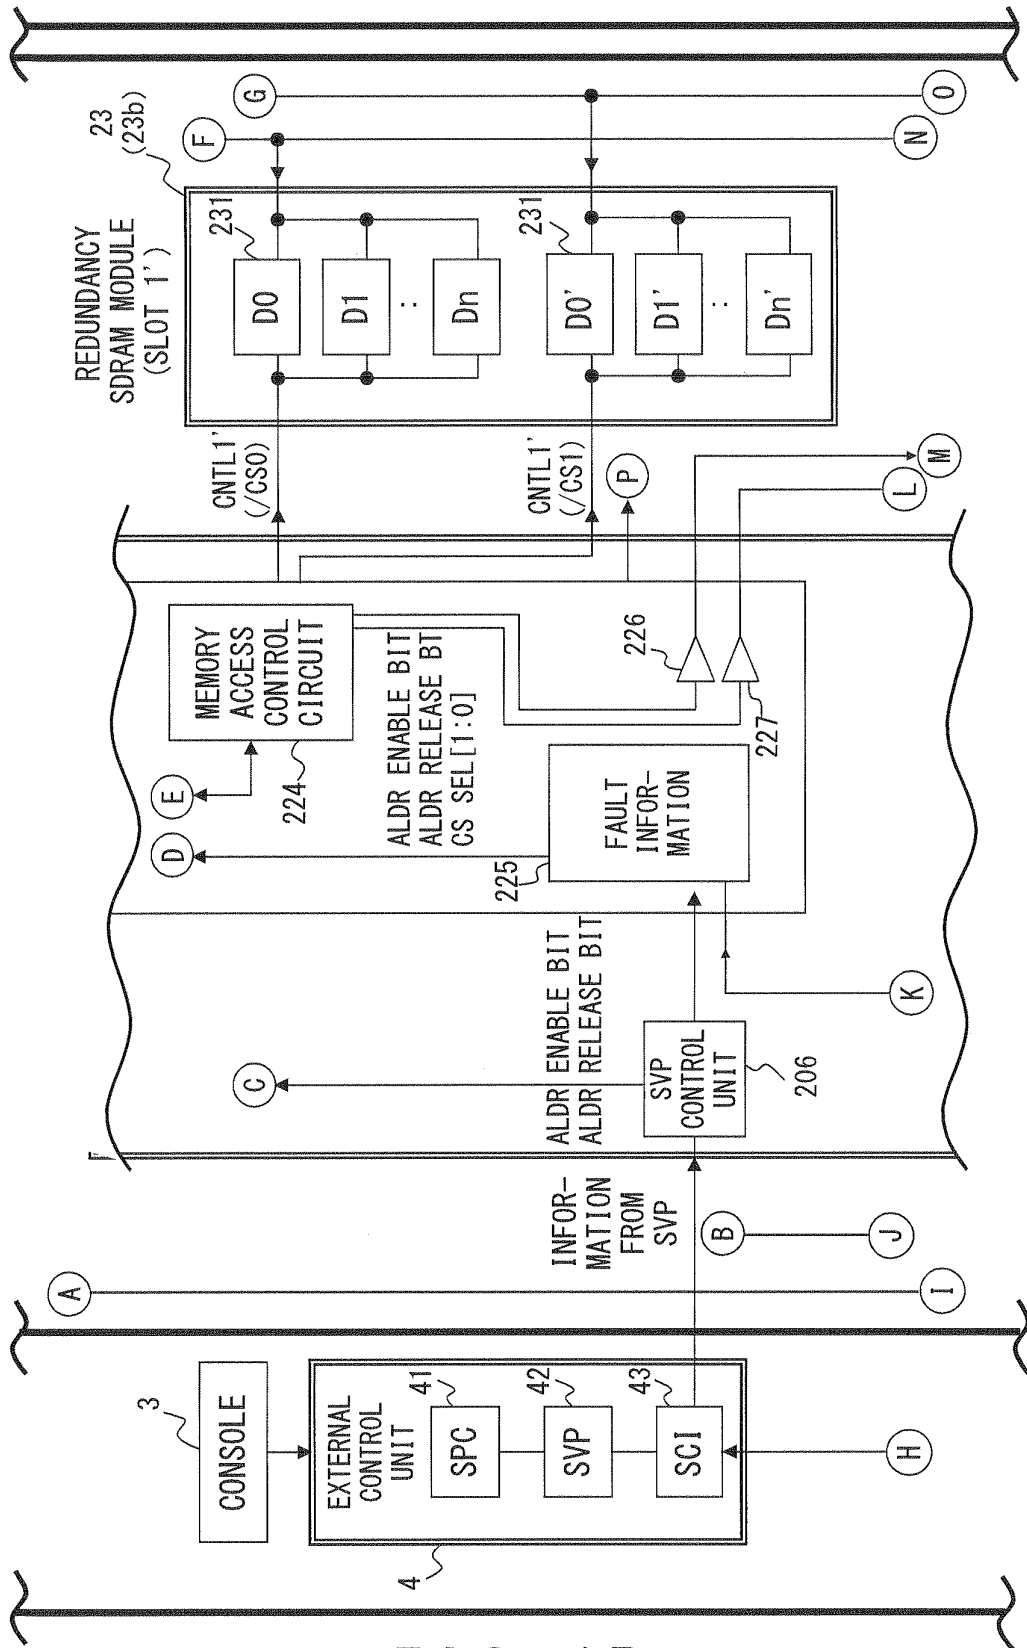 A
I
B
J
3
CONSOLE
EXTERNAL
CONTROL
UNIT
4
SPC
41
SVP
42
SCI
43
H
INFOR-
MATION
FROM
SVP
C
ALDR ENABLE BIT
ALDR RELEASE BIT
SVP
CONTROL
UNIT
206
K
D
E
MEMORY
ACCESS
CONTROL
CIRCUIT
224
ALDR ENABLE BIT
ALDR RELEASE BT
CS SEL[1:0]
225
FAULT
INFOR-
MATION
226
227
P
L
M
CNTL1'
(/CS0)
CNTL1'
(/CS1)
REDUNDANCY
SDRAM MODULE
(SLOT 1')
23
(23b)
D0
231
D1
:
Dn
D0'
231
D1'
:
Dn'
F
G
N
O